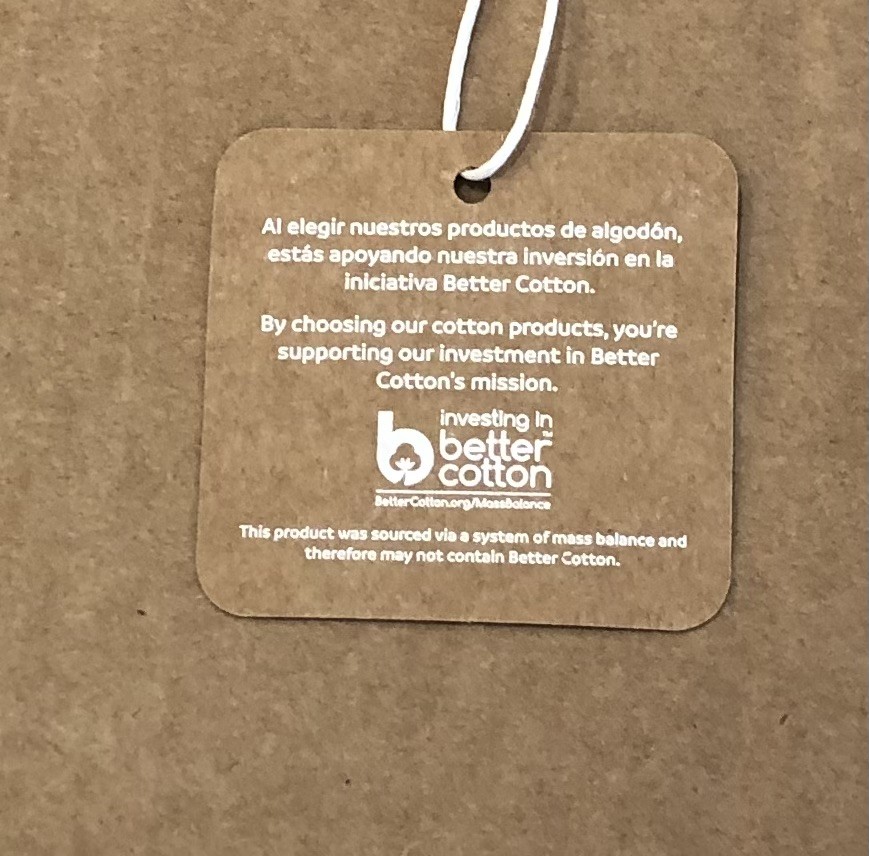 Al elegir nuestros productos de algodón,
estás apoyando nuestra inversión en la
iniciativa Better Cotton.
By choosing our cotton products, you're
supporting our investment in Better
Cotton's mission.
investing in
better™
cotton
BetterCotton.org/MassBalance
This product was sourced via a system of mass balance and
therefore may not contain Better Cotton.